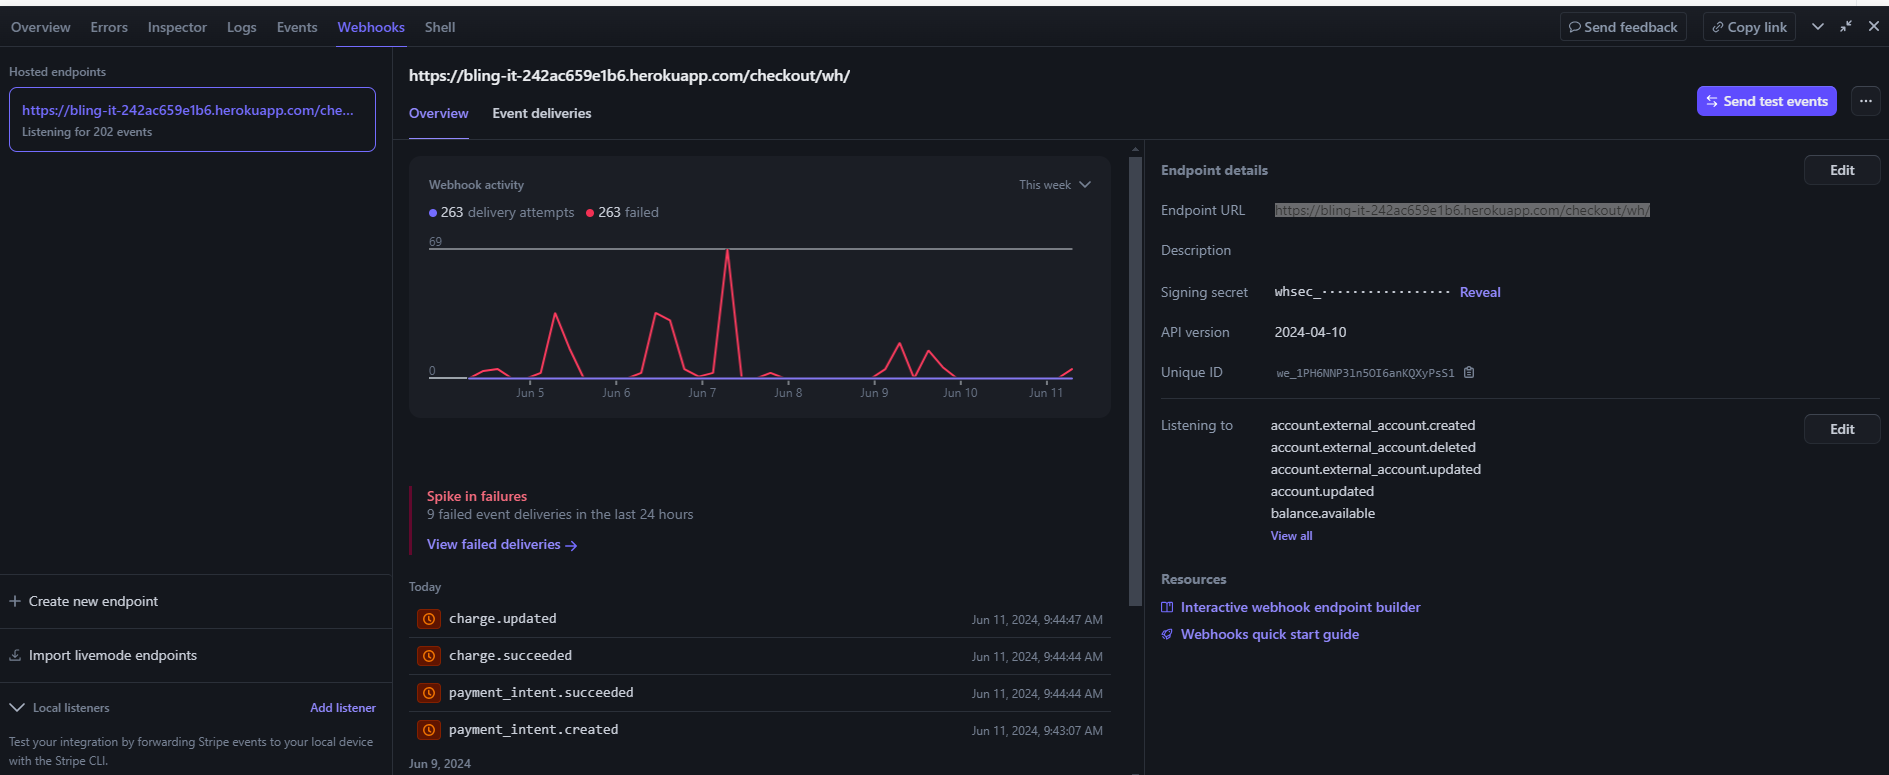 Overview Errors Inspector Logs Events Webhooks Shell
Send feedback Copy link
Hosted endpoints
https://bling-it-242ac659e1b6.herokuapp.com/che...
Listening for 202 events
Create new endpoint
Import livemode endpoints
Local listeners Add listener
Test your integration by forwarding Stripe events to your local device
with the Stripe CLI.
https://bling-it-242ac659e1b6.herokuapp.com/checkout/wh/
Overview Event deliveries
Send test events
Webhook activity This week
263 delivery attempts 263 failed
69
0
Jun 5 Jun 6 Jun 7 Jun 8 Jun 9 Jun 10 Jun 11
Spike in failures
9 failed event deliveries in the last 24 hours
View failed deliveries →
Today
charge.updated Jun 11, 2024, 9:44:47 AM
charge.succeeded Jun 11, 2024, 9:44:44 AM
payment_intent.succeeded Jun 11, 2024, 9:44:44 AM
payment_intent.created Jun 11, 2024, 9:43:07 AM
Jun 9, 2024
Endpoint details Edit
Endpoint URL https://bling-it-242ac659e1b6.herokuapp.com/checkout/wh/
Description
Signing secret whsec_················· Reveal
API version 2024-04-10
Unique ID we_1PH6NNP31n5OI6anKQXyPsS1
Listening to Edit
account.external_account.created
account.external_account.deleted
account.external_account.updated
account.updated
balance.available
View all
Resources
Interactive webhook endpoint builder
Webhooks quick start guide